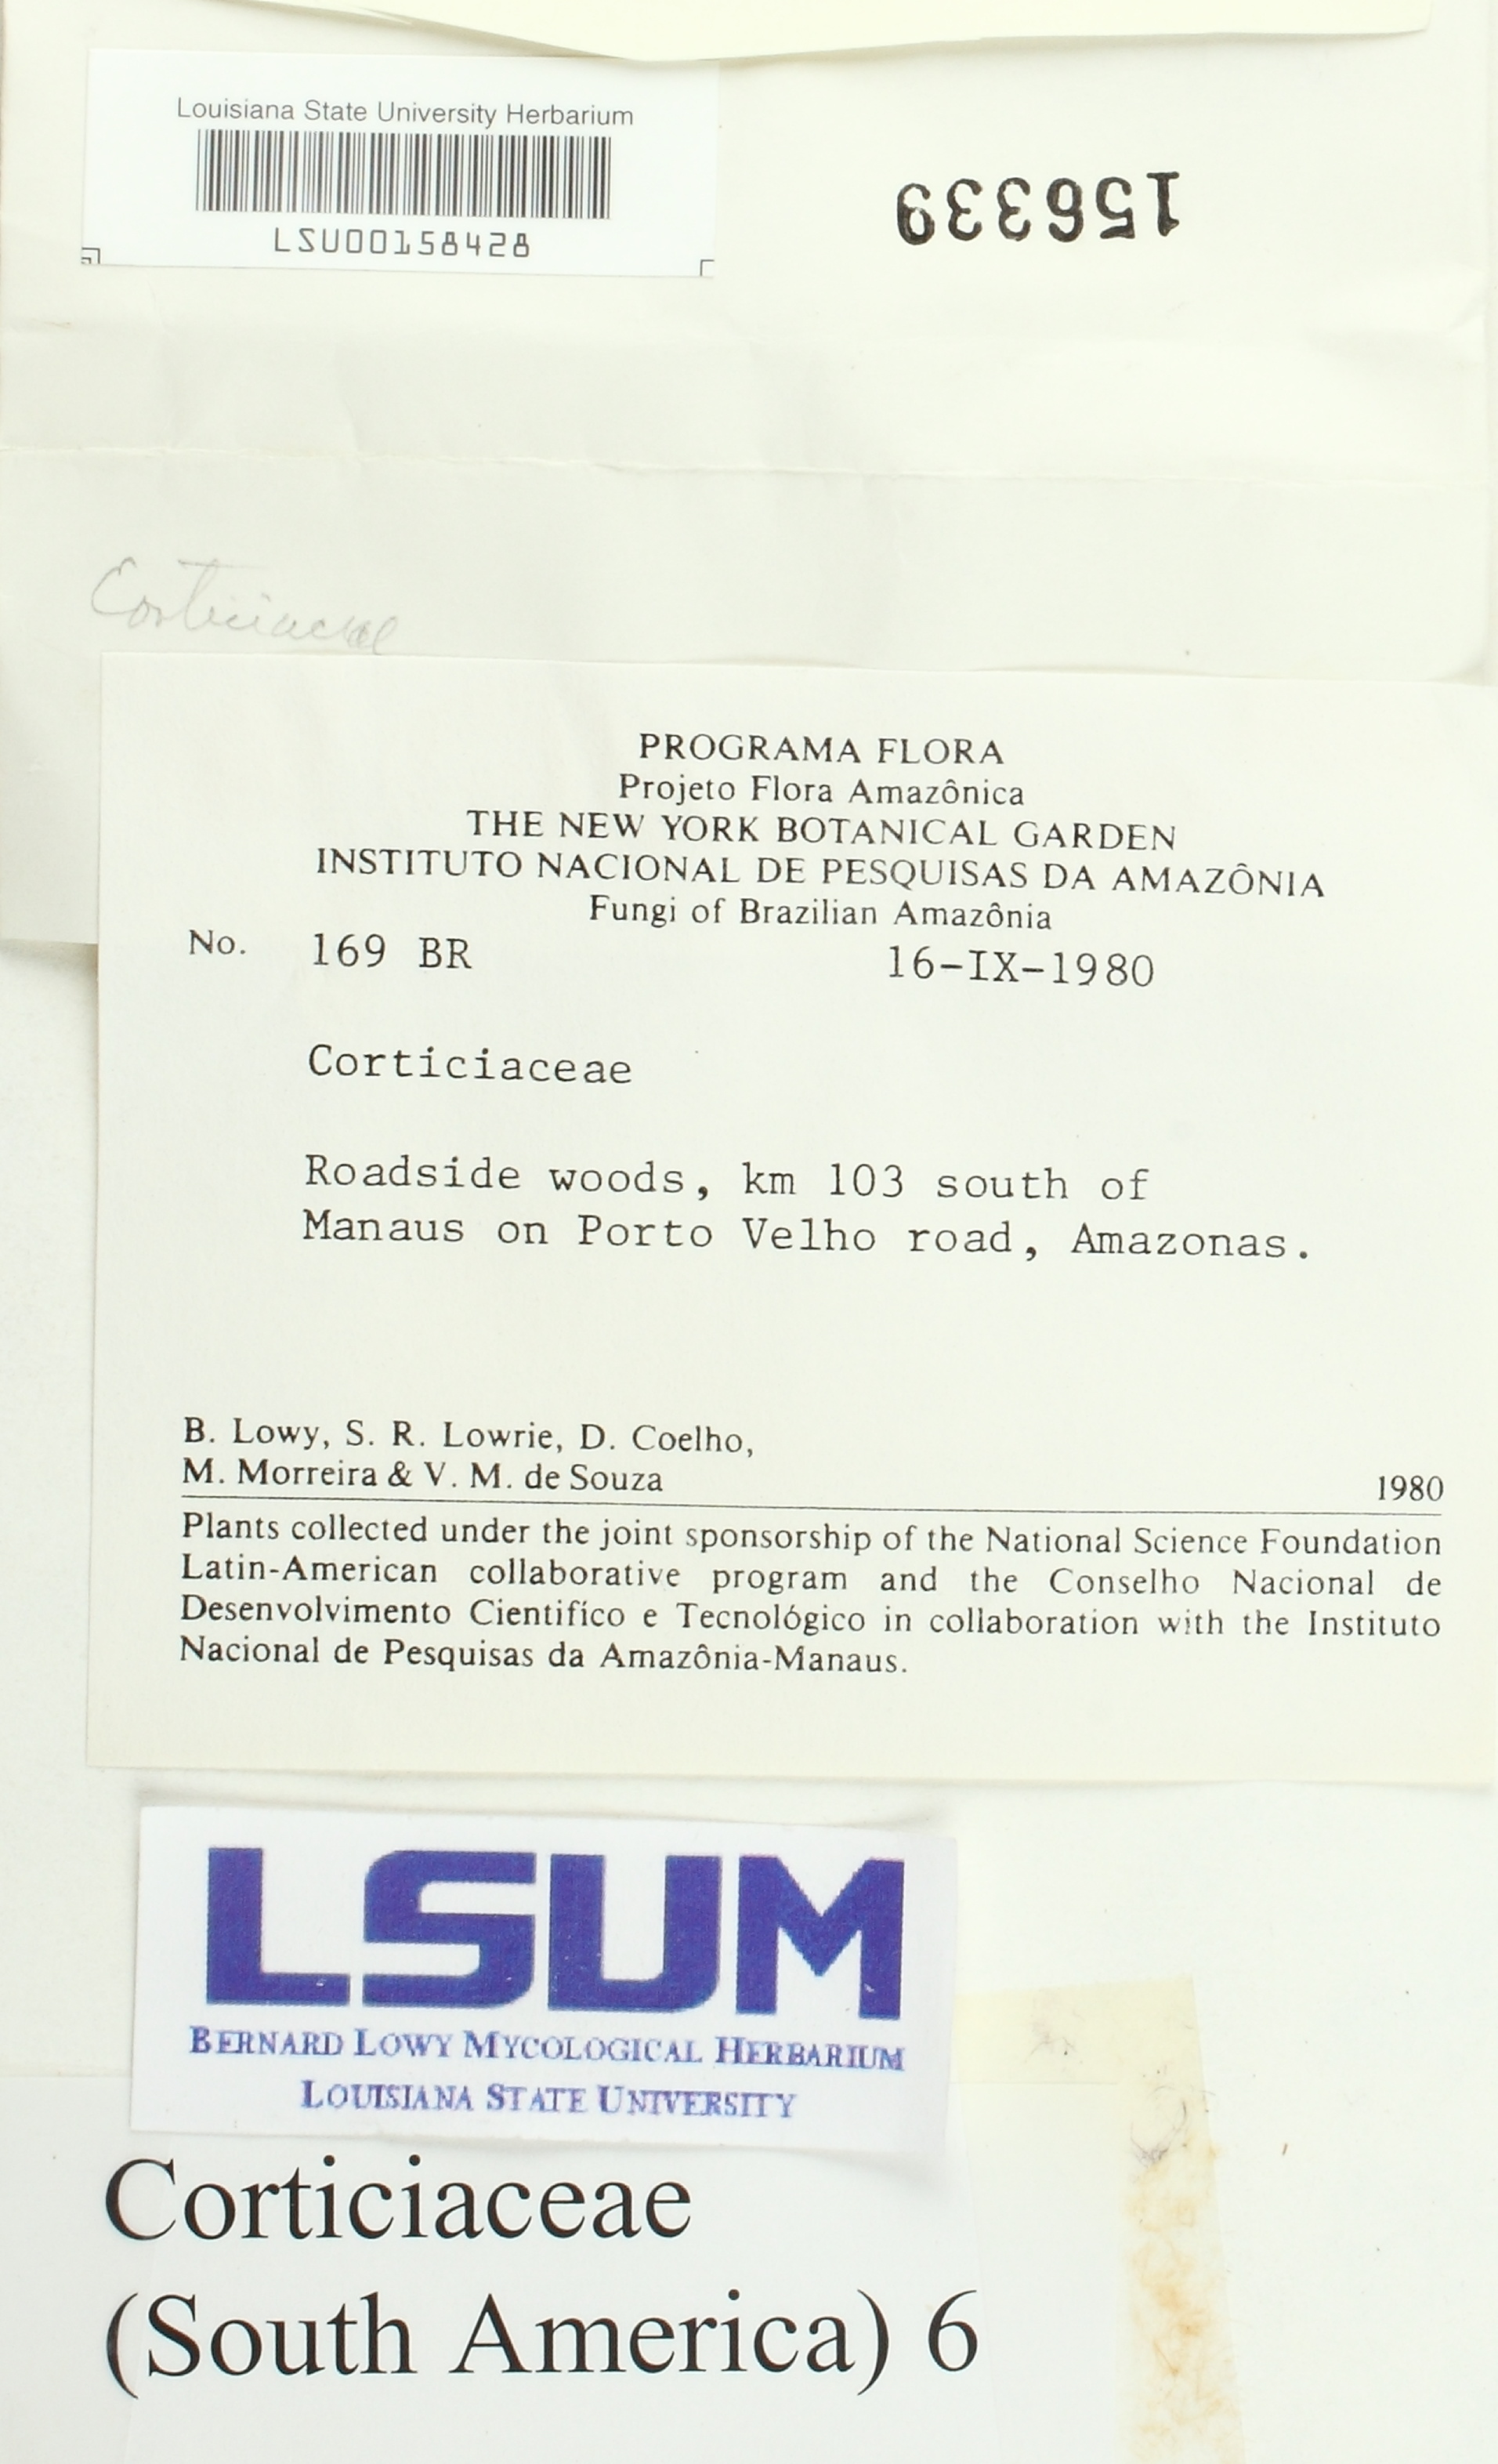 Louisiana State University Herbarium
LSU00158428
156339
Corticiaceae
PROGRAMA FLORA
Projeto Flora Amazônica
THE NEW YORK BOTANICAL GARDEN
INSTITUTO NACIONAL DE PESQUISAS DA AMAZÔNIA
Fungi of Brazilian Amazônia
No. 169 BR 16-IX-1980
Corticiaceae
Roadside woods, km 103 south of
Manaus on Porto Velho road, Amazonas.
B. Lowy, S. R. Lowrie, D. Coelho,
M. Morreira & V. M. de Souza 1980
Plants collected under the joint sponsorship of the National Science Foundation
Latin-American collaborative program and the Conselho Nacional de
Desenvolvimento Cientifíco e Tecnológico in collaboration with the Instituto
Nacional de Pesquisas da Amazônia-Manaus.
LSUM
BERNARD LOWY MYCOLOGICAL HERBARIUM
LOUISIANA STATE UNIVERSITY
Corticiaceae
(South America) 6